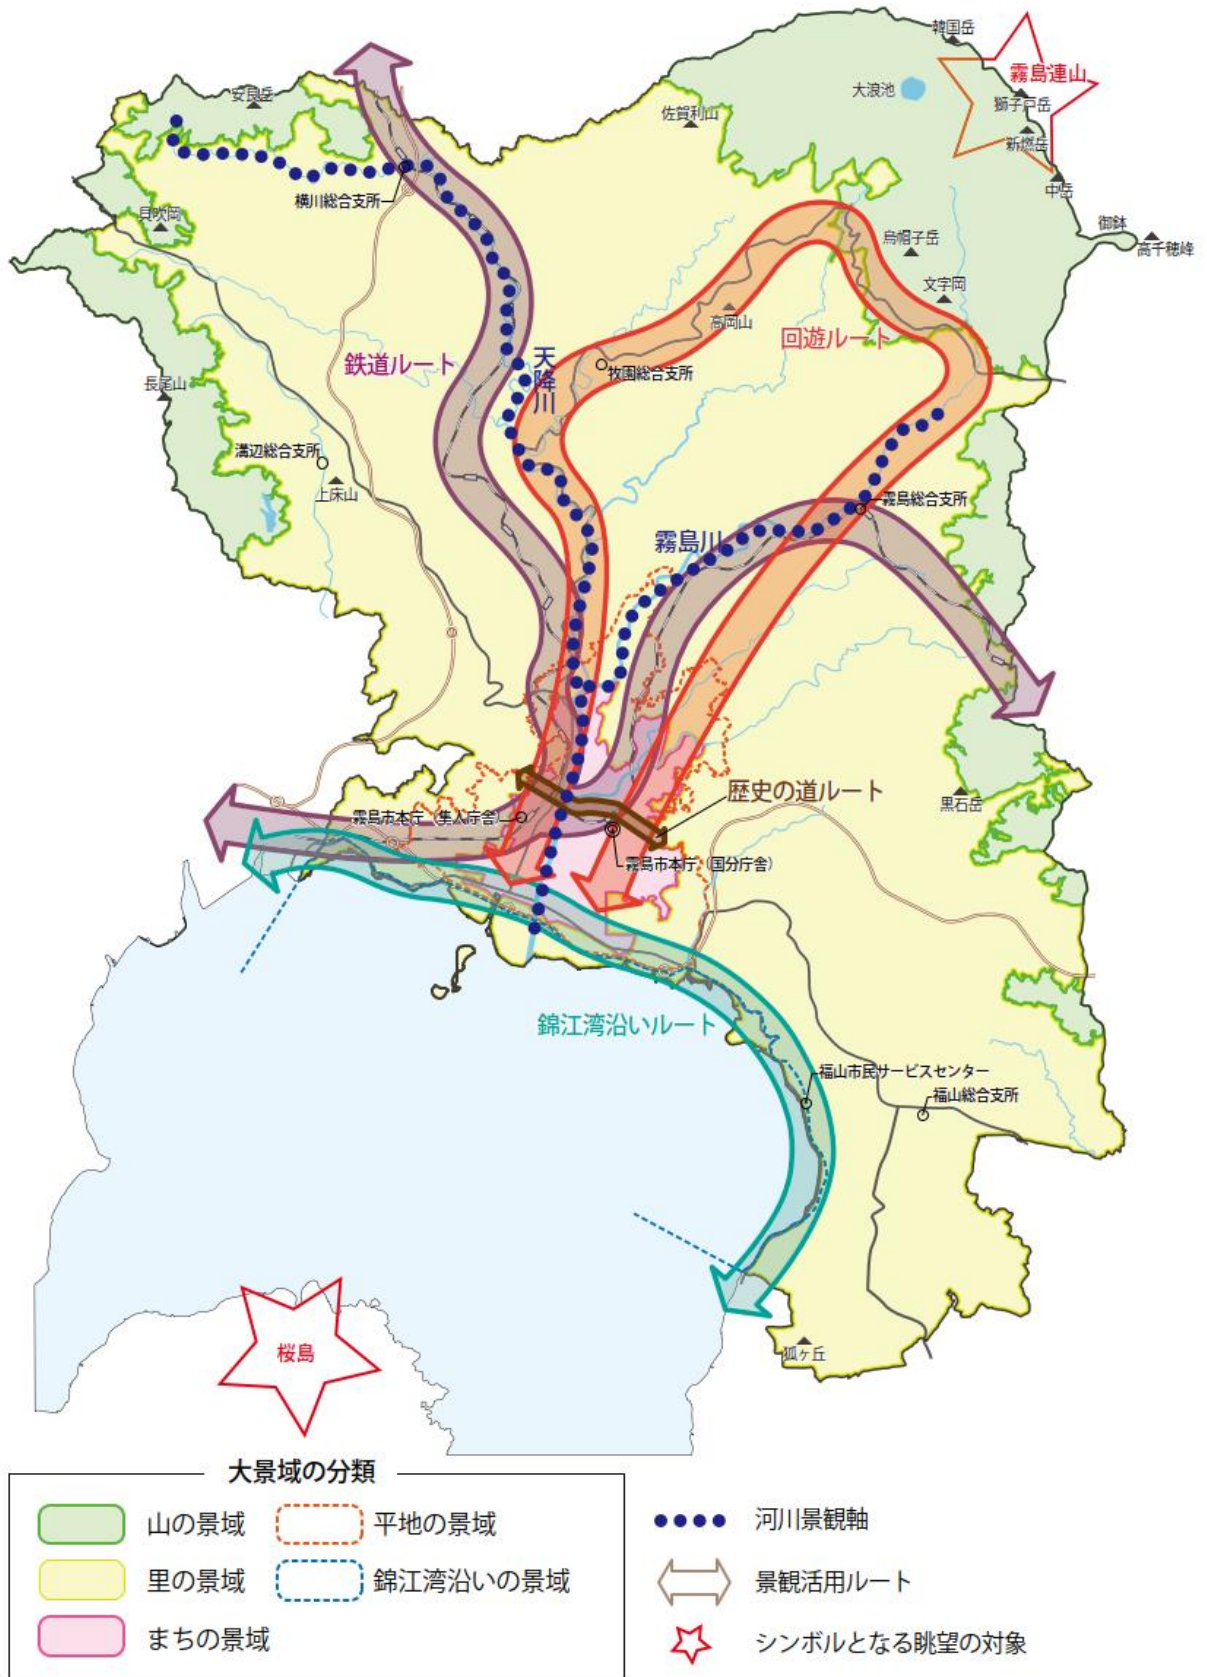 韓国岳
霧島連山
大浪池
獅子戸岳
安良岳
佐賀利山
新燃岳
中岳
横川総合支所
貝吹岡
御鉢
高千穂峰
烏帽子岳
文字岡
高岡山
回遊ルート
鉄道ルート
天降川
牧園総合支所
長尾山
溝辺総合支所
上床山
霧島総合支所
霧島川
歴史の道ルート
黒石岳
霧島市本庁（隼人庁舎）
霧島市本庁（国分庁舎）
錦江湾沿いルート
福山市民サービスセンター
福山総合支所
桜島
狐ヶ丘
大景域の分類
山の景域
平地の景域
里の景域
錦江湾沿いの景域
まちの景域
河川景観軸
景観活用ルート
シンボルとなる眺望の対象